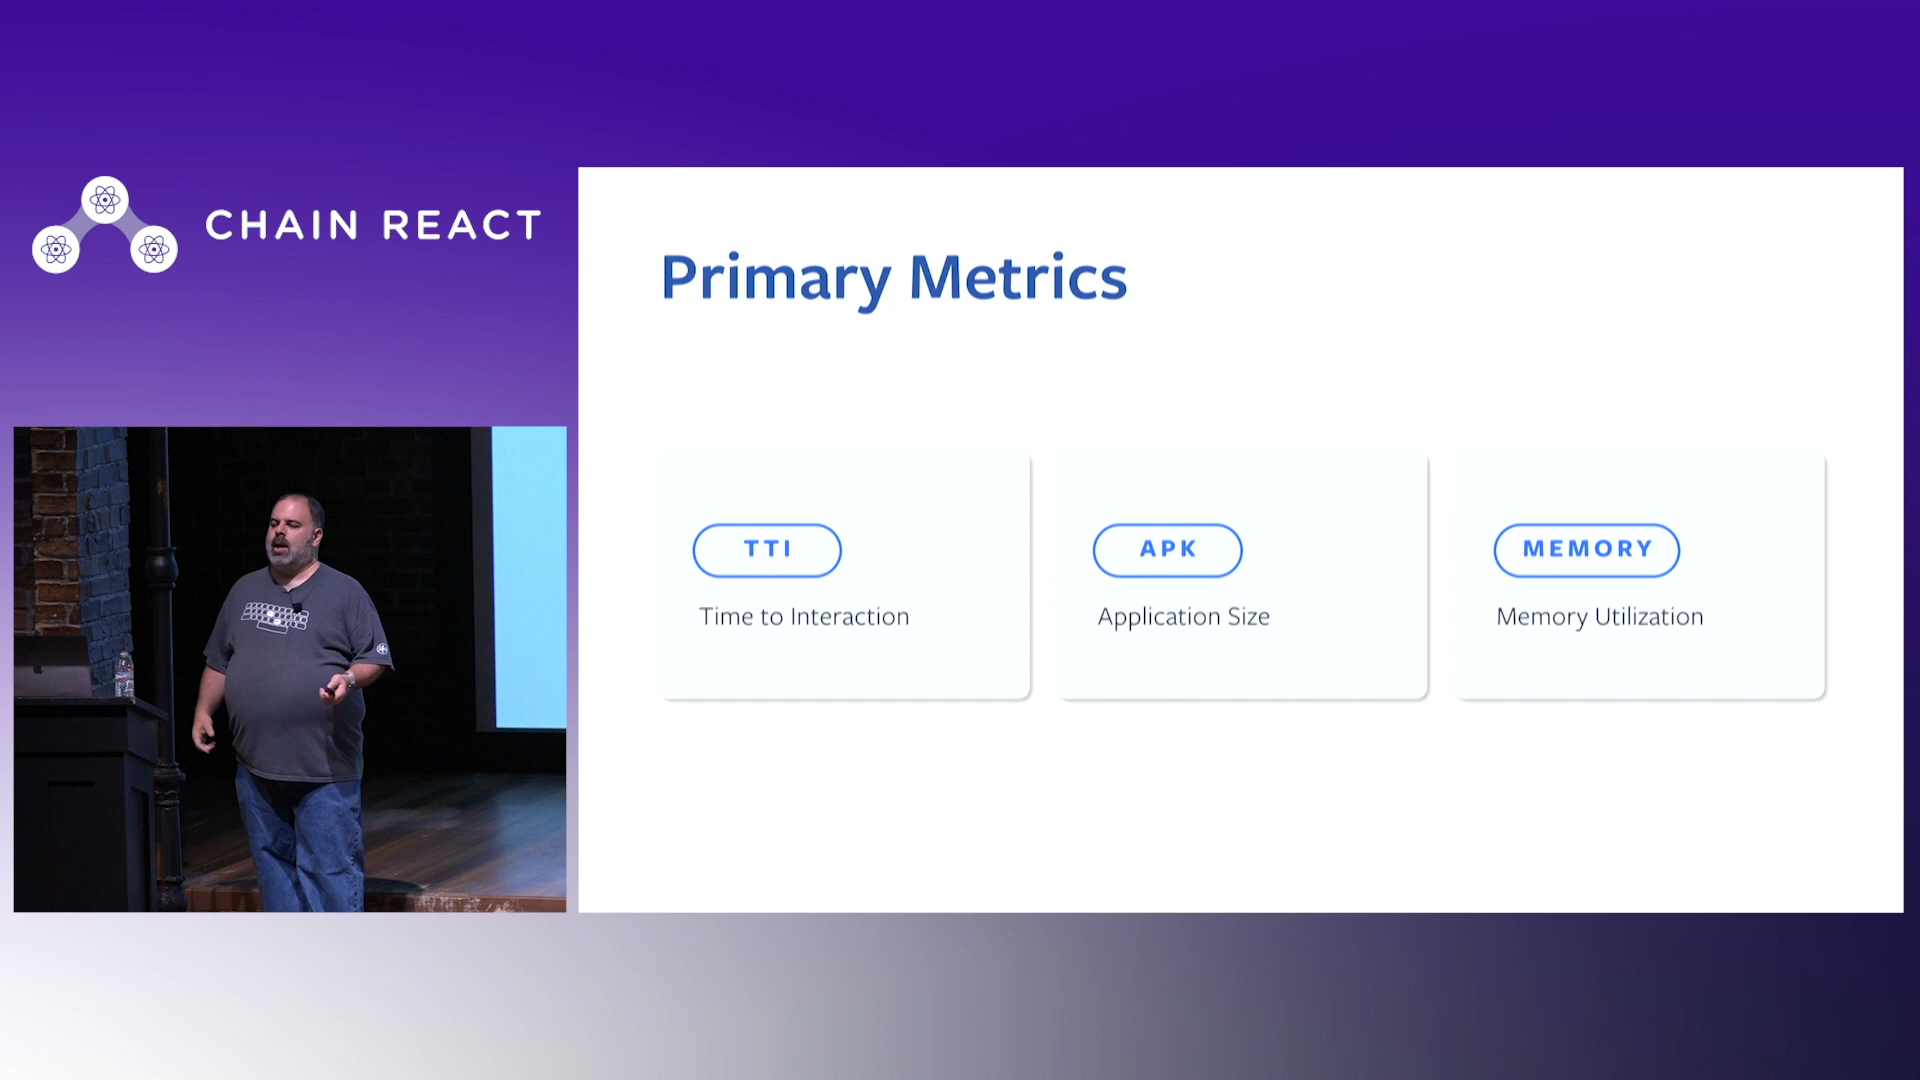 CHAIN REACT
Primary Metrics
TTI
Time to Interaction
APK
Application Size
MEMORY
Memory Utilization